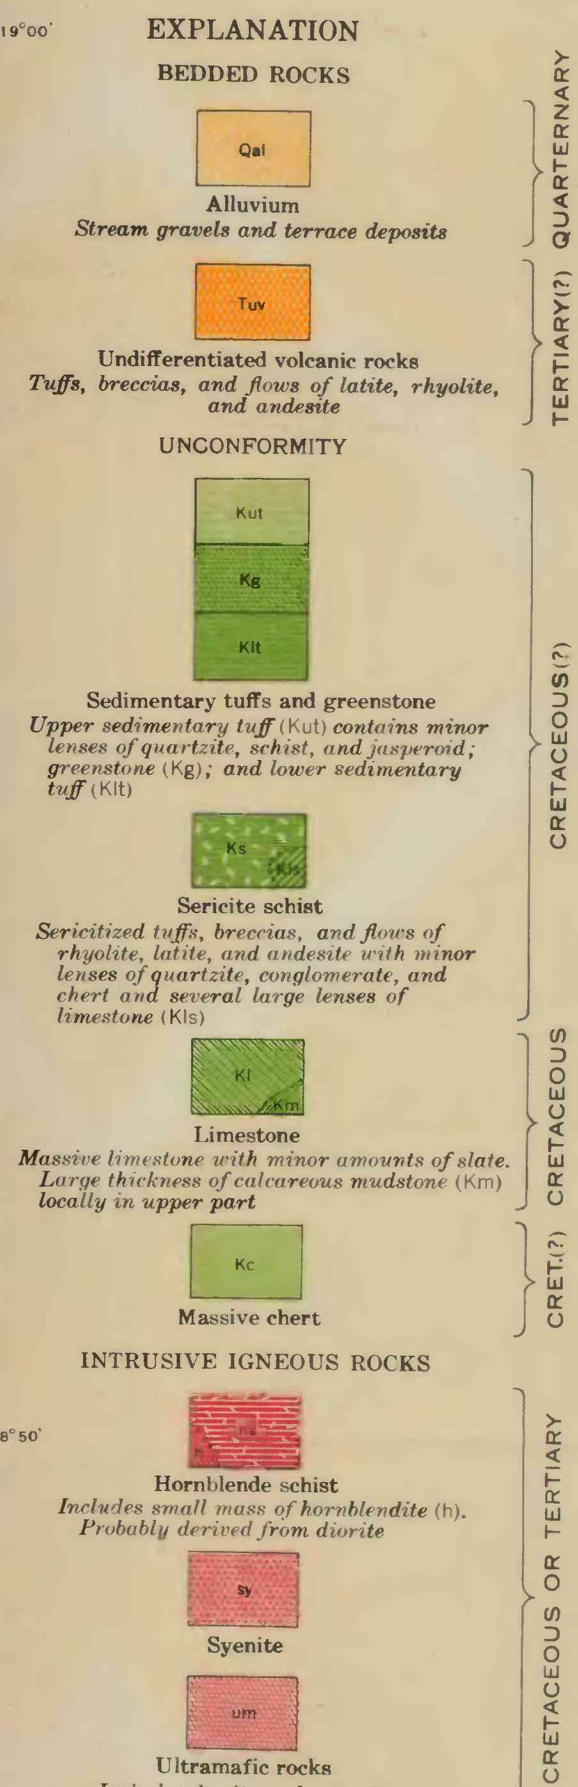 19°00'
EXPLANATION
BEDDED ROCKS
Qal
Alluvium
Stream gravels and terrace deposits
QUARTERNARY
Tuv
Undifferentiated volcanic rocks
Tuffs, breccias, and flows of latite, rhyolite,
and andesite
TERTIARY(?)
UNCONFORMITY
Kut
Kg
Klt
Sedimentary tuffs and greenstone
Upper sedimentary tuff (Kut) contains minor
lenses of quartzite, schist, and jasperoid;
greenstone (Kg); and lower sedimentary
tuff (Klt)
Ks
Kls
Sericite schist
Sericitized tuffs, breccias, and flows of
rhyolite, latite, and andesite with minor
lenses of quartzite, conglomerate, and
chert and several large lenses of
limestone (Kls)
CRETACEOUS(?)
Kl
Km
Limestone
Massive limestone with minor amounts of slate.
Large thickness of calcareous mudstone (Km)
locally in upper part
CRETACEOUS
Kc
Massive chert
CRET.(?)
INTRUSIVE IGNEOUS ROCKS
8°50'
hs
h
Hornblende schist
Includes small mass of hornblendite (h).
Probably derived from diorite
sy
Syenite
um
Ultramafic rocks
CRETACEOUS OR TERTIARY